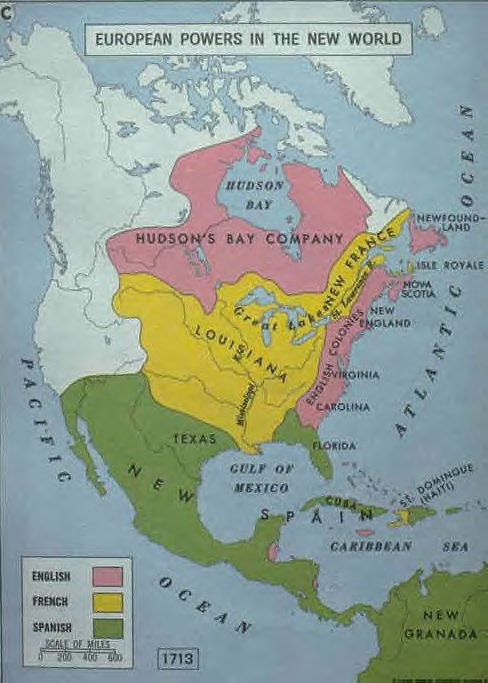 C
EUROPEAN POWERS IN THE NEW WORLD
HUDSON
BAY
HUDSON'S BAY COMPANY
NEWFOUND-
LAND
NEW FRANCE
ISLE ROYALE
St. Lawrence R.
NOVA
SCOTIA
Great Lakes
NEW
ENGLAND
LOUISIANA
ENGLISH COLONIES
VIRGINIA
Mississippi R.
CAROLINA
ATLANTIC OCEAN
TEXAS
FLORIDA
GULF OF
MEXICO
NEW SPAIN
CUBA
ST. DOMINGUE
(HAITI)
CARIBBEAN SEA
PACIFIC OCEAN
NEW
GRANADA
ENGLISH
FRENCH
SPANISH
SCALE OF MILES
0 200 400 600
1713